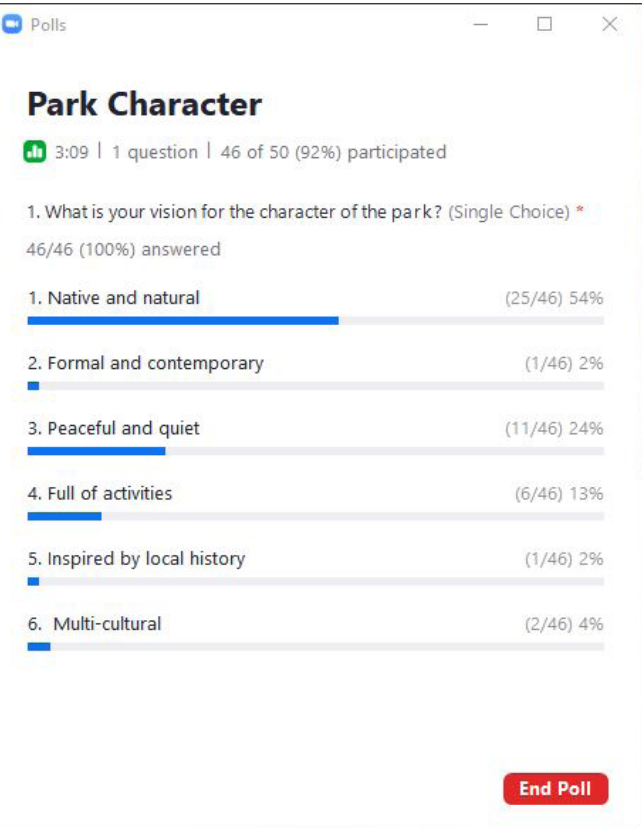 Polls
Park Character
3:09 | 1 question | 46 of 50 (92%) participated
1. What is your vision for the character of the park? (Single Choice) *
46/46 (100%) answered
1. Native and natural (25/46) 54%
2. Formal and contemporary (1/46) 2%
3. Peaceful and quiet (11/46) 24%
4. Full of activities (6/46) 13%
5. Inspired by local history (1/46) 2%
6. Multi-cultural (2/46) 4%
End Poll